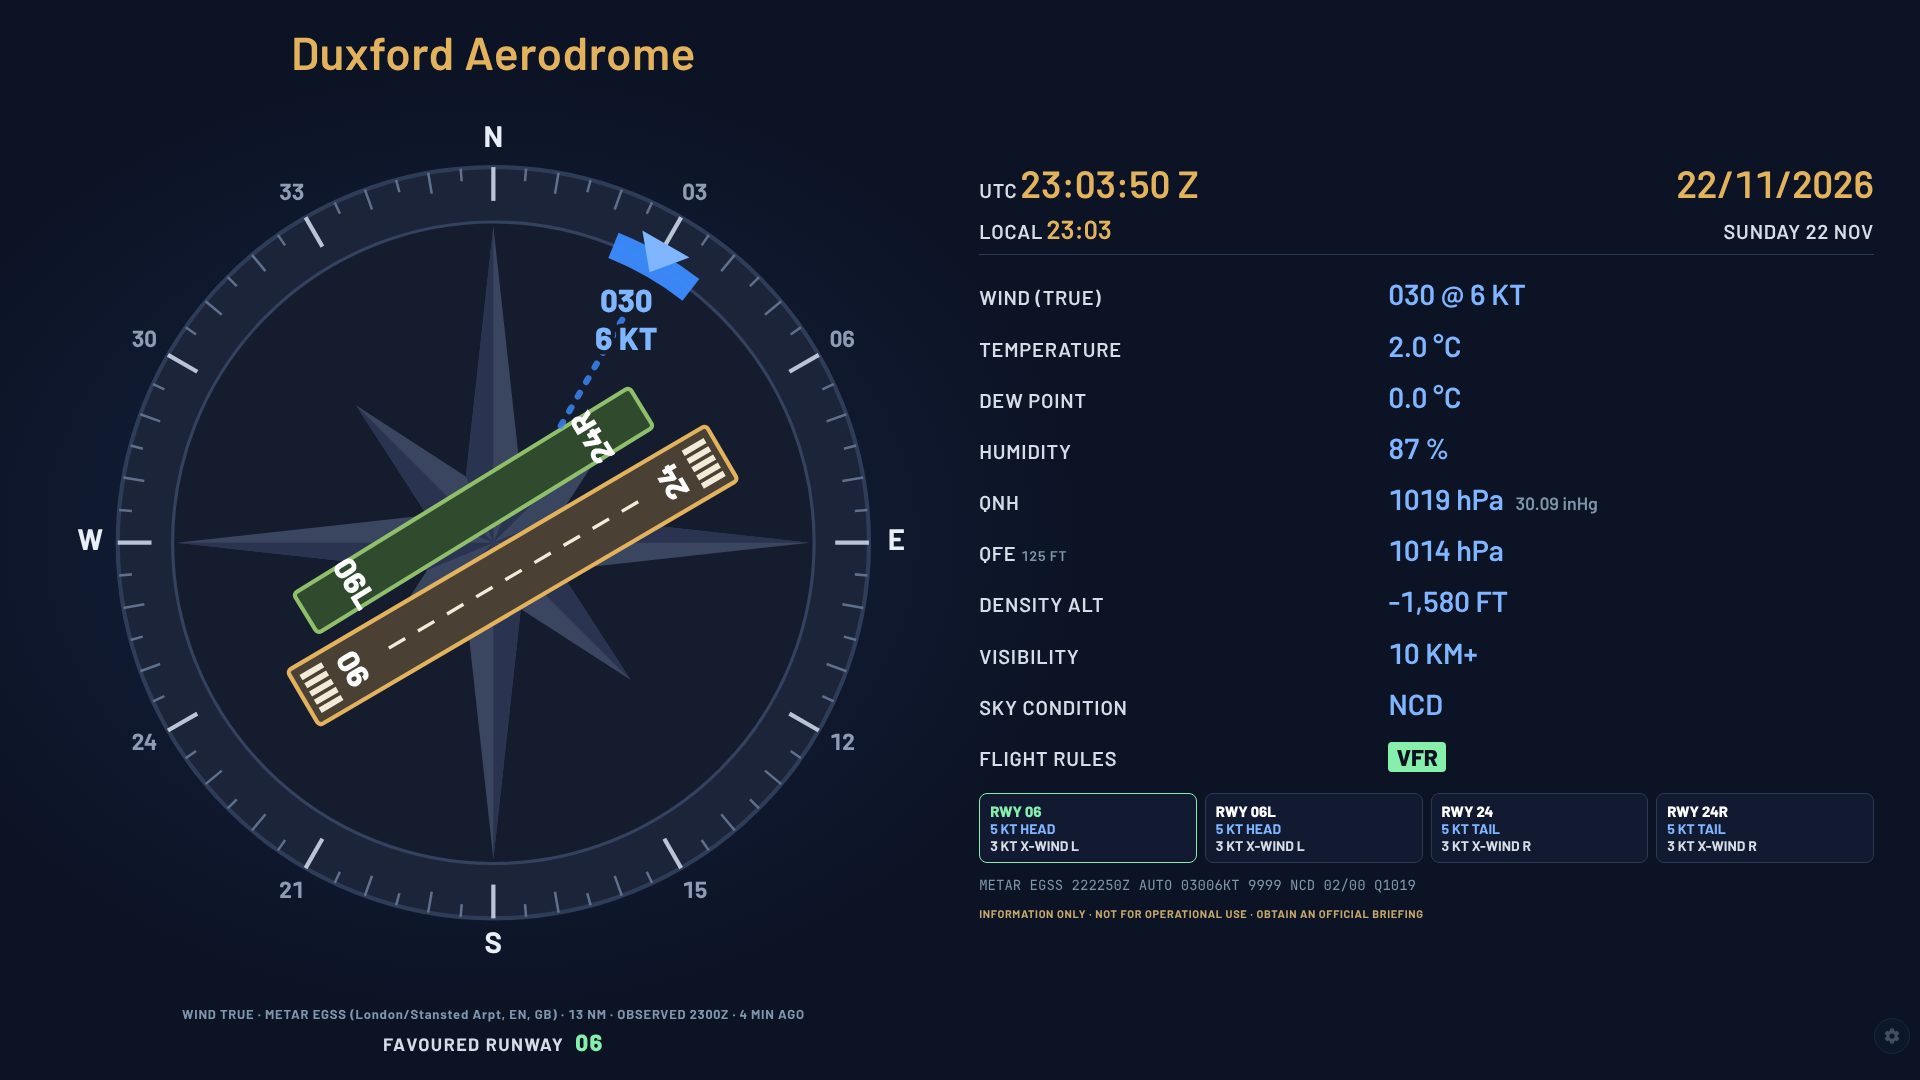 Duxford Aerodrome
N
33
03
30
06
W
E
24
12
21
15
S
030
6 KT
24R
24
06L
06
WIND TRUE · METAR EGSS (London/Stansted Arpt, EN, GB) · 13 NM · OBSERVED 2300Z · 4 MIN AGO
FAVOURED RUNWAY 06
UTC 23:03:50 Z 22/11/2026
LOCAL 23:03 SUNDAY 22 NOV
WIND (TRUE) 030 @ 6 KT
TEMPERATURE 2.0 °C
DEW POINT 0.0 °C
HUMIDITY 87 %
QNH 1019 hPa 30.09 inHg
QFE 125 FT 1014 hPa
DENSITY ALT -1,580 FT
VISIBILITY 10 KM+
SKY CONDITION NCD
FLIGHT RULES VFR
RWY 06
5 KT HEAD
3 KT X-WIND L
RWY 06L
5 KT HEAD
3 KT X-WIND L
RWY 24
5 KT TAIL
3 KT X-WIND R
RWY 24R
5 KT TAIL
3 KT X-WIND R
METAR EGSS 222250Z AUTO 03006KT 9999 NCD 02/00 Q1019
INFORMATION ONLY · NOT FOR OPERATIONAL USE · OBTAIN AN OFFICIAL BRIEFING